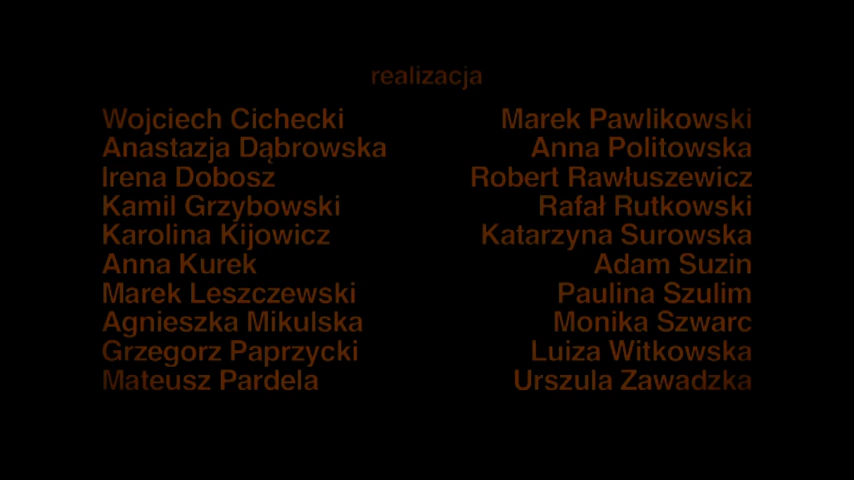 realizacja
Wojciech Cichecki
Anastazja Dąbrowska
Irena Dobosz
Kamil Grzybowski
Karolina Kijowicz
Anna Kurek
Marek Leszczewski
Agnieszka Mikulska
Grzegorz Paprzycki
Mateusz Pardela
Marek Pawlikowski
Anna Politowska
Robert Rawłuszewicz
Rafał Rutkowski
Katarzyna Surowska
Adam Suzin
Paulina Szulim
Monika Szwarc
Luiza Witkowska
Urszula Zawadzka